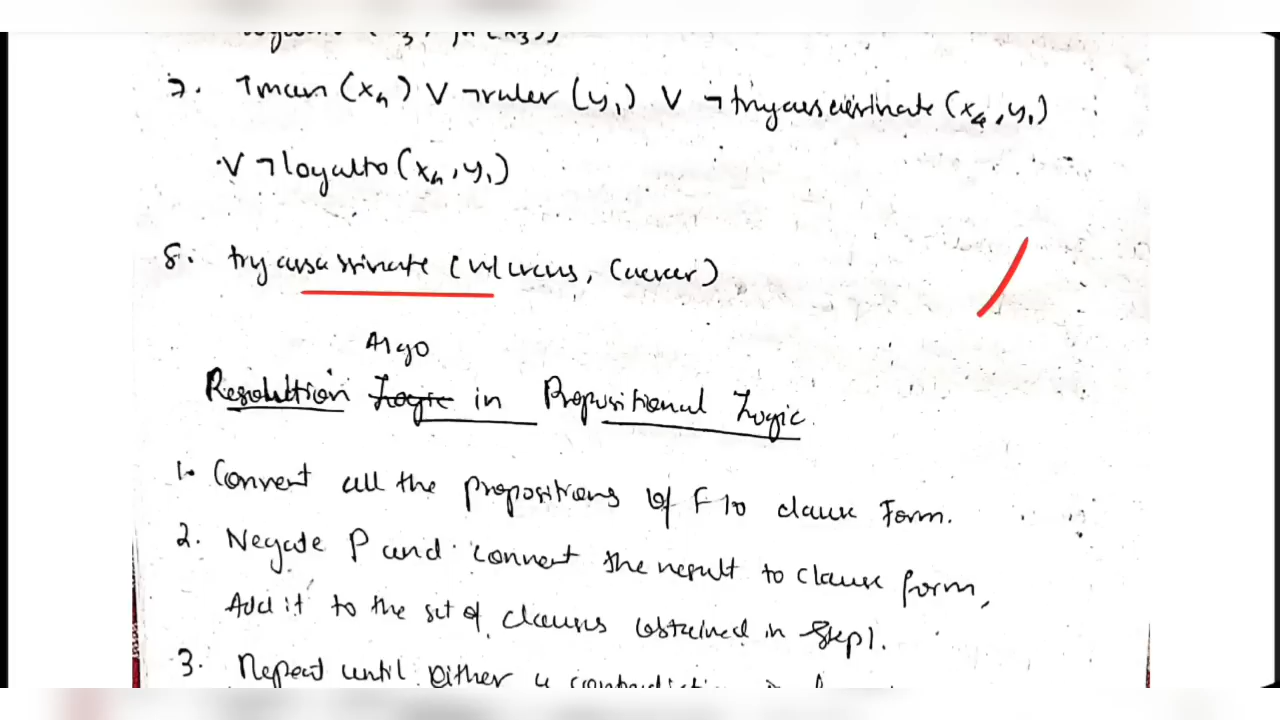 7. ¬man (x₄) V ¬ruler (y₁) V ¬tryassassinate (x₄, y₁)
V ¬loyalto (x₄, y₁)
8. tryassassinate (Marcus, Caesar)
Algo
Resolution Logic in Propositional Logic
1. Convert all the propositions of F to clause Form.
2. Negate P and convert the result to clause form,
Add it to the set of clauses obtained in Step1.
3. Repeat until Either a